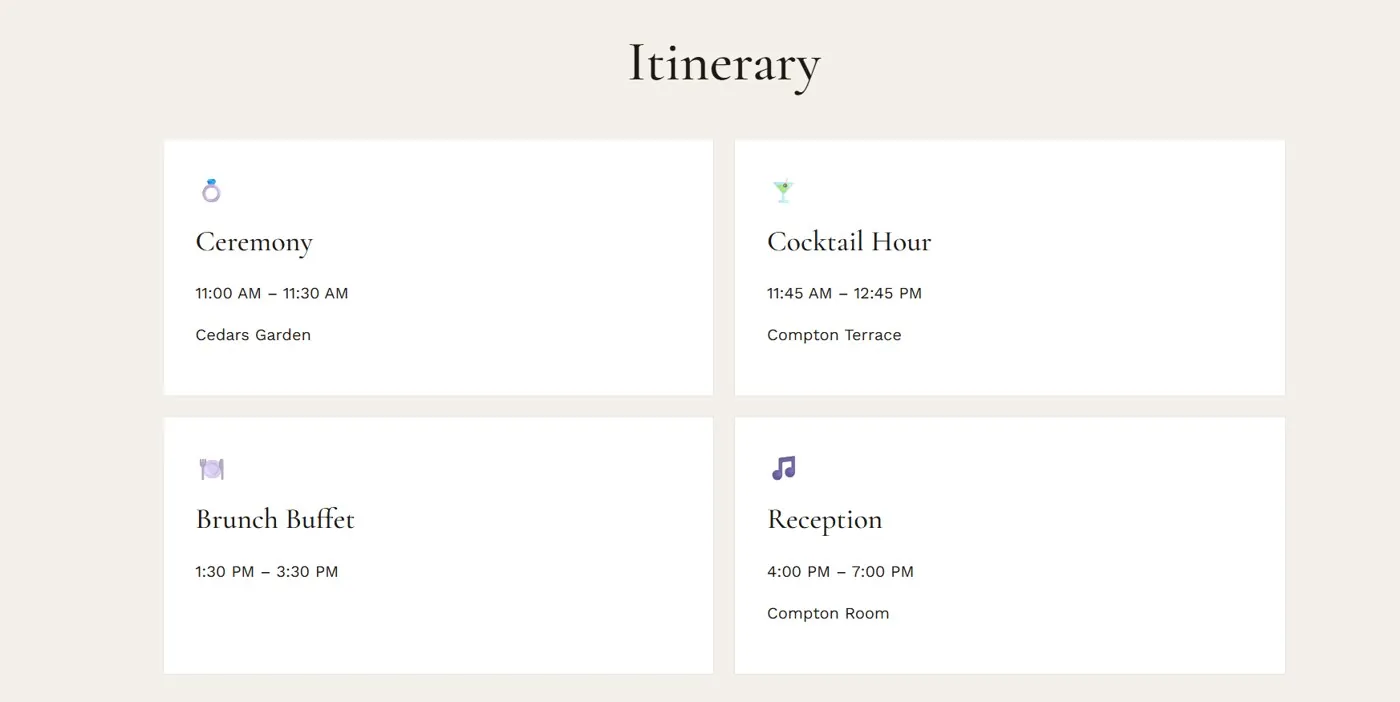 Itinerary
Ceremony
11:00 AM – 11:30 AM
Cedars Garden
Cocktail Hour
11:45 AM – 12:45 PM
Compton Terrace
Brunch Buffet
1:30 PM – 3:30 PM
Reception
4:00 PM – 7:00 PM
Compton Room